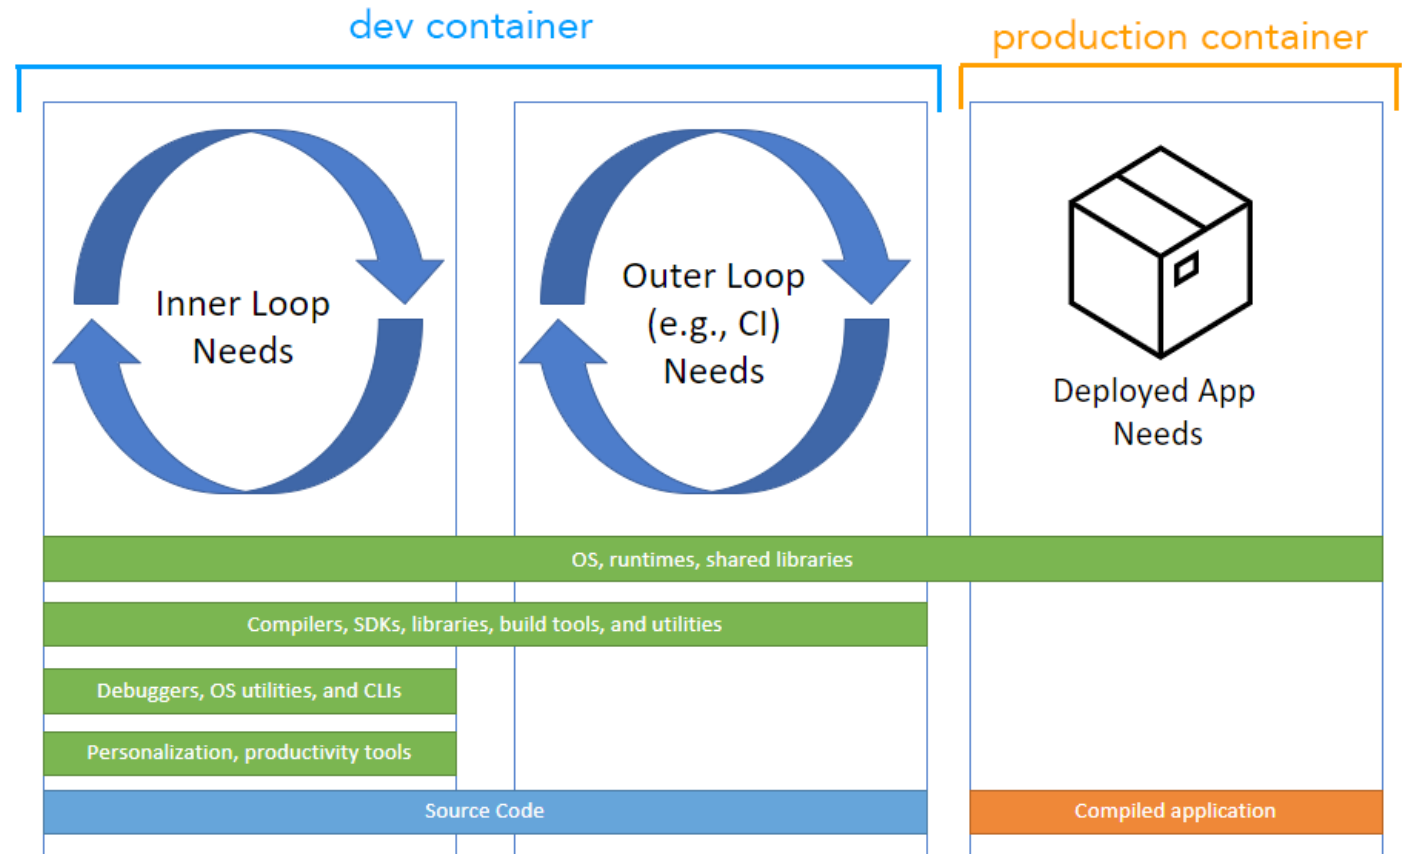 dev container
production container
Inner Loop
Needs
Outer Loop
(e.g., CI)
Needs
Deployed App
Needs
OS, runtimes, shared libraries
Compilers, SDKs, libraries, build tools, and utilities
Debuggers, OS utilities, and CLIs
Personalization, productivity tools
Source Code
Compiled application